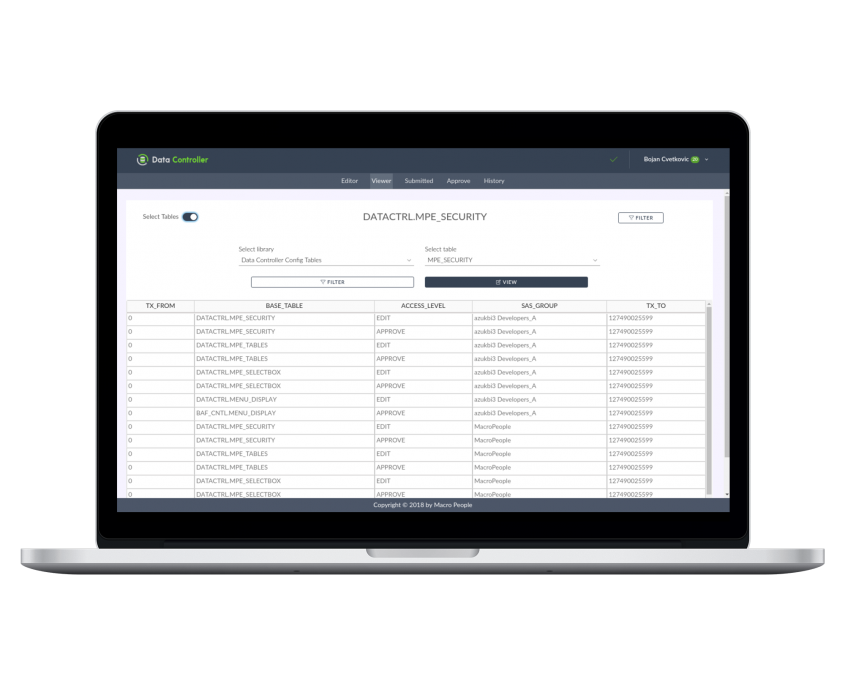 Data Controller
Bojan Cvetkovic 20
Editor Viewer Submitted Approve History
Select Tables
DATACTRL.MPE_SECURITY
FILTER
Select library Select table
Data Controller Config Tables MPE_SECURITY
FILTER VIEW
TX_FROM BASE_TABLE ACCESS_LEVEL SAS_GROUP TX_TO
0 DATACTRL.MPE_SECURITY EDIT azukbi3 Developers_A 127490025599
0 DATACTRL.MPE_SECURITY APPROVE azukbi3 Developers_A 127490025599
0 DATACTRL.MPE_TABLES EDIT azukbi3 Developers_A 127490025599
0 DATACTRL.MPE_TABLES APPROVE azukbi3 Developers_A 127490025599
0 DATACTRL.MPE_SELECTBOX EDIT azukbi3 Developers_A 127490025599
0 DATACTRL.MPE_SELECTBOX APPROVE azukbi3 Developers_A 127490025599
0 DATACTRL.MENU_DISPLAY EDIT azukbi3 Developers_A 127490025599
0 BAF_CNTL.MENU_DISPLAY APPROVE azukbi3 Developers_A 127490025599
0 DATACTRL.MPE_SECURITY EDIT MacroPeople 127490025599
0 DATACTRL.MPE_SECURITY APPROVE MacroPeople 127490025599
0 DATACTRL.MPE_TABLES EDIT MacroPeople 127490025599
0 DATACTRL.MPE_TABLES APPROVE MacroPeople 127490025599
0 DATACTRL.MPE_SELECTBOX EDIT MacroPeople 127490025599
0 DATACTRL.MPE_SELECTBOX APPROVE MacroPeople 127490025599
Copyright © 2018 by Macro People